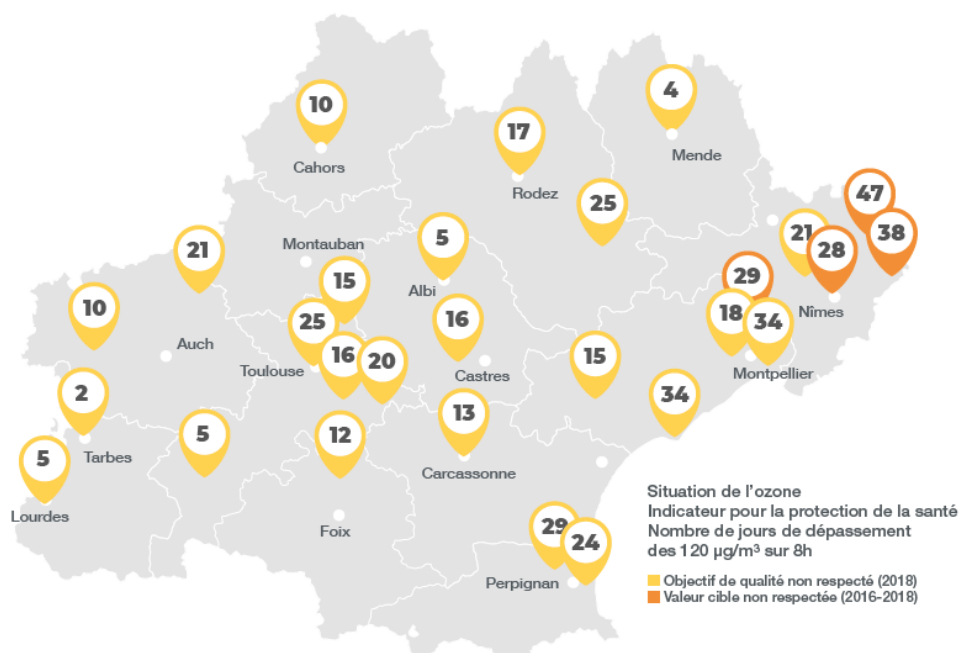 4
10
Mende
17
Cahors
47
Rodez
25
5
21
38
21
Montauban
28
29
15
Albi
10
16
18
34
Nîmes
25
Auch
16
20
15
Toulouse
Castres
Montpellier
2
34
13
5
12
Tarbes
5
Carcassonne
Lourdes
Foix
29
24
Perpignan
Situation de l’ozone
Indicateur pour la protection de la santé
Nombre de jours de dépassement
des 120 µg/m³ sur 8h
Objectif de qualité non respecté (2018)
Valeur cible non respectée (2016-2018)